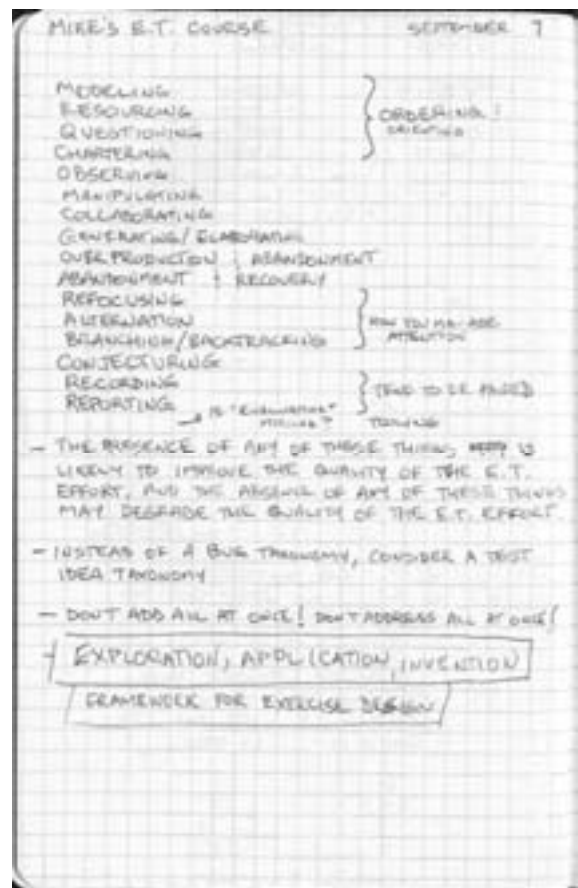 MIKE'S E.T. COURSE SEPTEMBER 7
MODELING
RESOURCING
QUESTIONING
CHARTERING
ORDERING!
ORIENTING
OBSERVING
MANIPULATING
COLLABORATING
GENERATING/ELABORATING
OVERPRODUCTION & ABANDONMENT
ABANDONMENT & RECOVERY
REFOCUSING
ALTERNATION
BRANCHING/BACKTRACKING
HOW YOU MANAGE
ATTENTION
CONJECTURING
RECORDING
REPORTING
TEND TO BE PAIRED
→ IS "EVALUATING"
MISSING?
- THE PRESENCE OF ANY OF THESE THINGS IS
LIKELY TO IMPROVE THE QUALITY OF THE E.T.
EFFORT, AND THE ABSENCE OF ANY OF THESE THINGS
MAY DEGRADE THE QUALITY OF THE E.T. EFFORT.
- INSTEAD OF A BUG TAXONOMY, CONSIDER A TEST
IDEA TAXONOMY
- DON'T ADD ALL AT ONCE! DON'T ADDRESS ALL AT ONCE!
- EXPLORATION, APPLICATION, INVENTION
FRAMEWORK FOR EXERCISE DESIGN